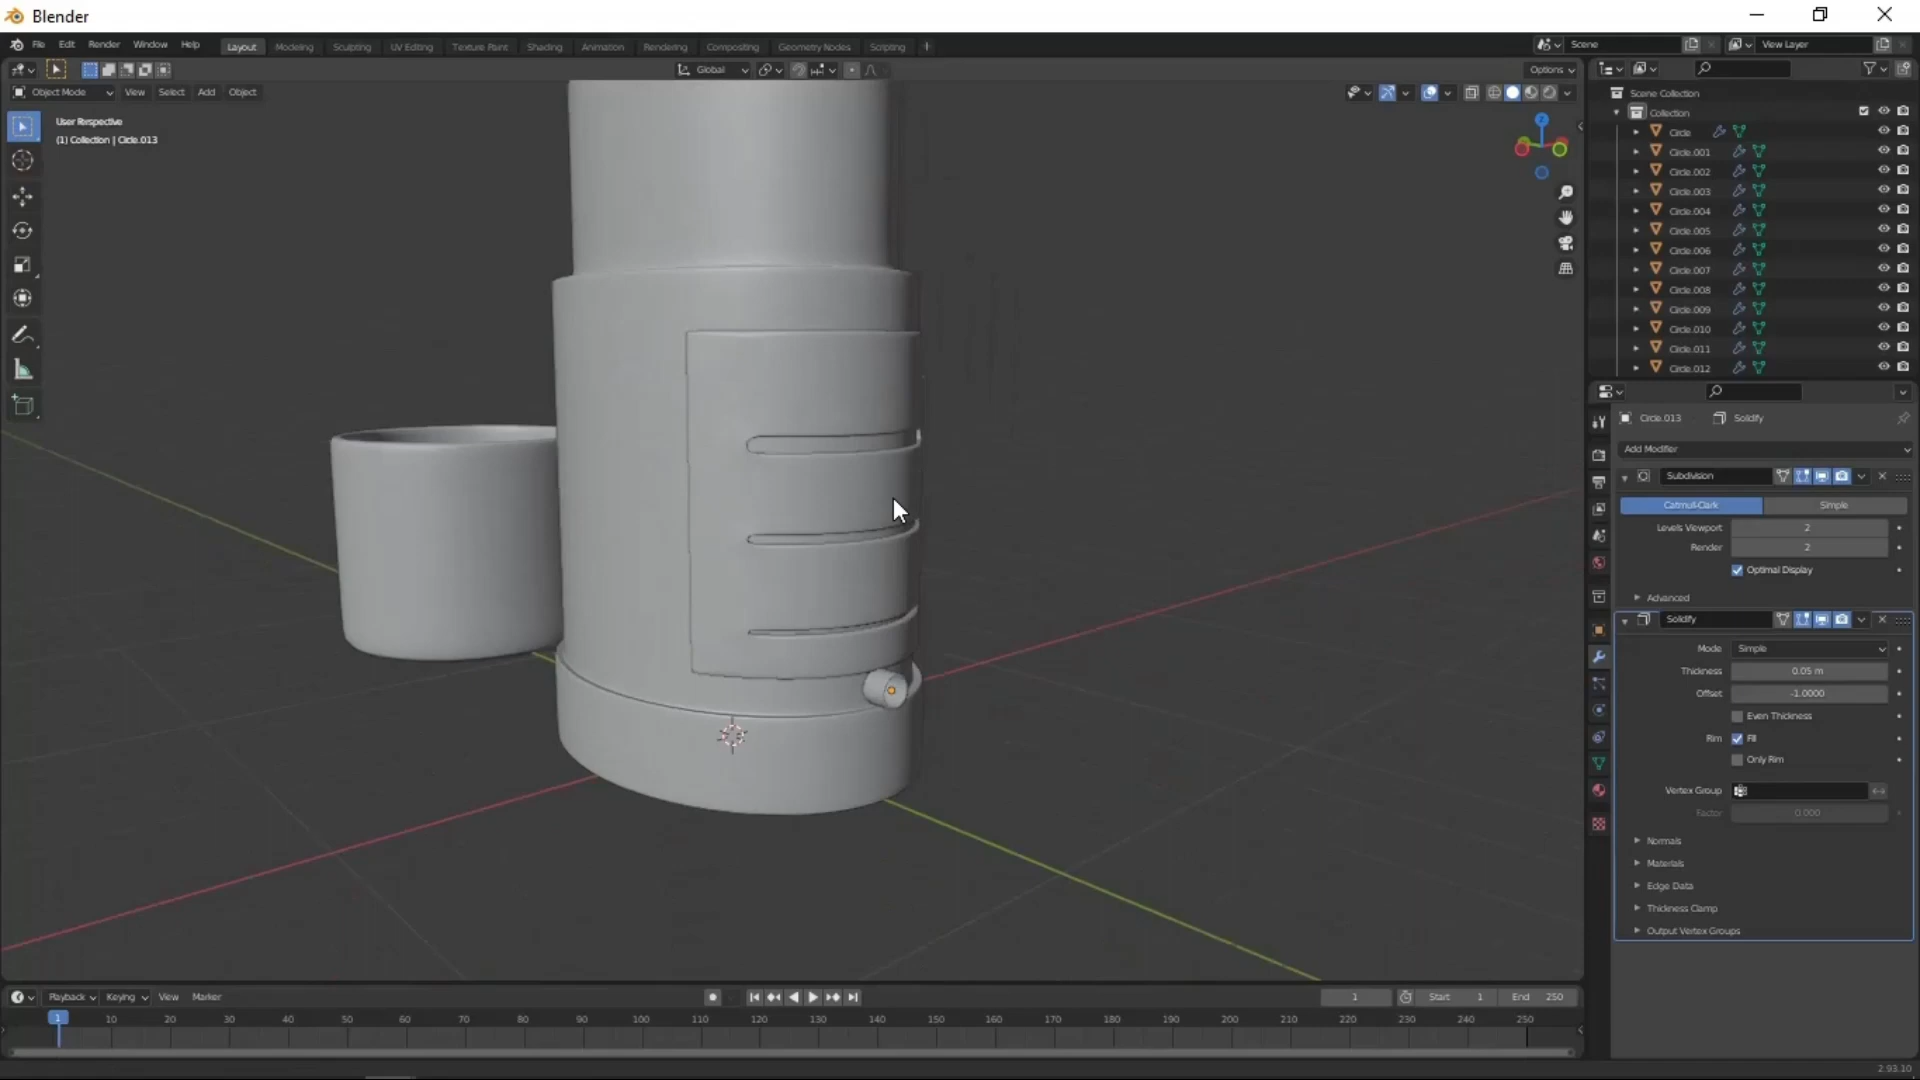 Blender
File Edit Render Window Help Layout Modeling Sculpting UV Editing Texture Paint Shading Animation Rendering Compositing Geometry Nodes Scripting + Scene View Layer
Global Options
Object Mode View Select Add Object
User Perspective
(1) Collection | Circle.013
Z
Scene Collection
Collection
Circle
Circle.001
Circle.002
Circle.003
Circle.004
Circle.005
Circle.006
Circle.007
Circle.008
Circle.009
Circle.010
Circle.011
Circle.012
Circle.013 Solidify
Add Modifier
Subdivision
Catmull-Clark Simple
Levels Viewport 2
Render 2
Optimal Display
Advanced
Solidify
Mode Simple
Thickness 0.05 m
Offset -1.0000
Even Thickness
Rim Fill
Only Rim
Vertex Group
Factor 0.000
Normals
Materials
Edge Data
Thickness Clamp
Output Vertex Groups
Playback Keying View Marker 1 Start 1 End 250
1 10 20 30 40 50 60 70 80 90 100 110 120 130 140 150 160 170 180 190 200 210 220 230 240 250
2.93.10